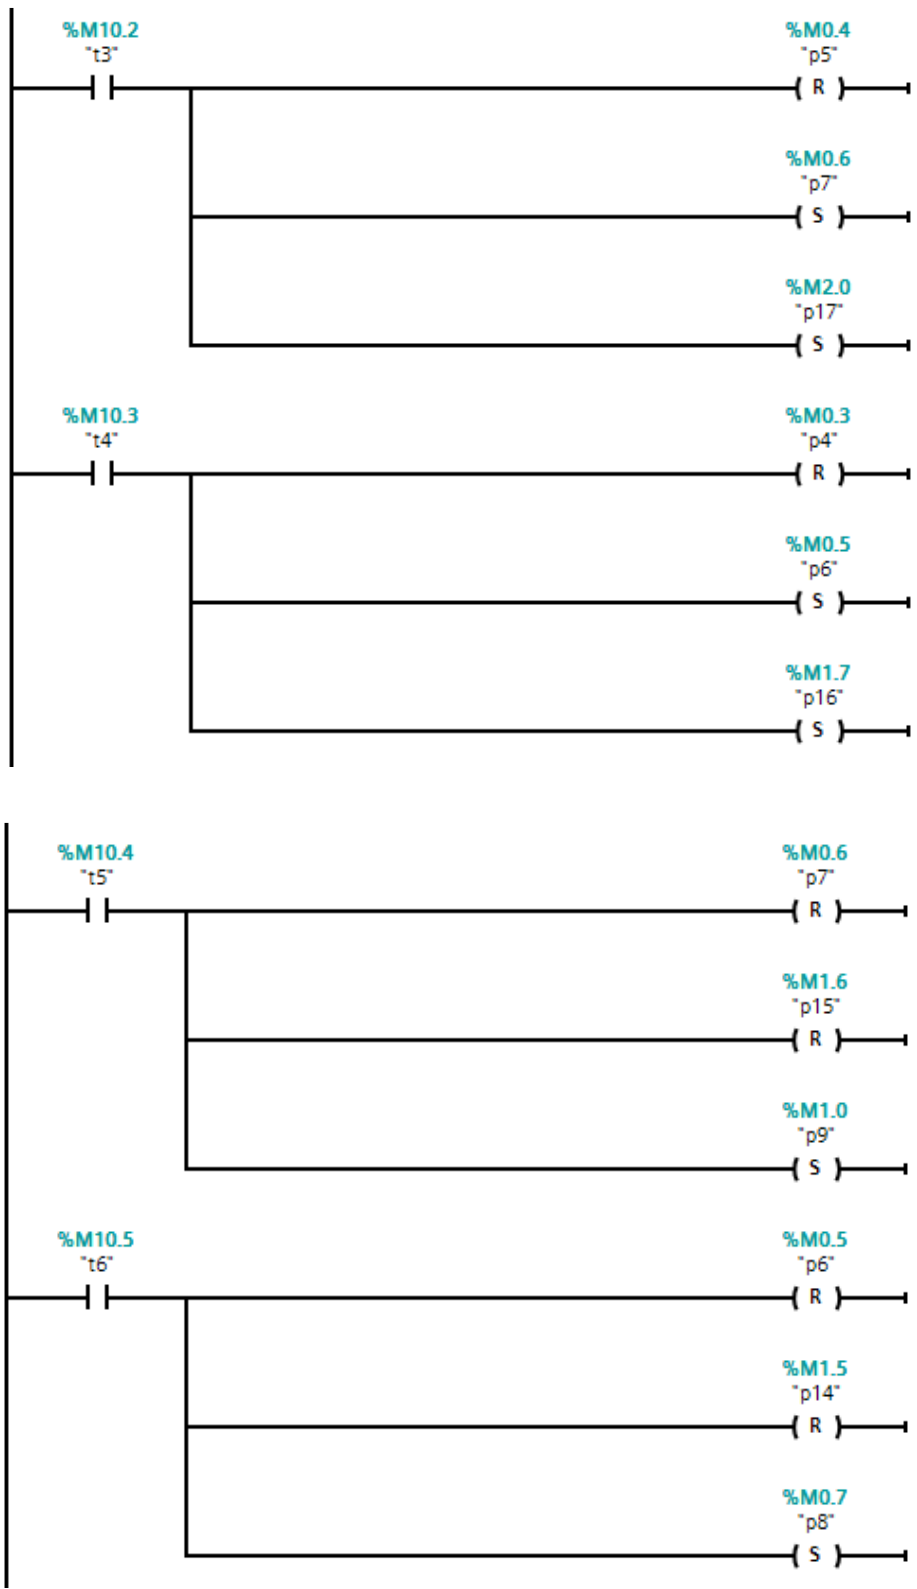 %M10.2 %M0.4
"t3" "p5"
R
%M0.6
"p7"
S
%M2.0
"p17"
S
%M10.3 %M0.3
"t4" "p4"
R
%M0.5
"p6"
S
%M1.7
"p16"
S
%M10.4 %M0.6
"t5" "p7"
R
%M1.6
"p15"
R
%M1.0
"p9"
S
%M10.5 %M0.5
"t6" "p6"
R
%M1.5
"p14"
R
%M0.7
"p8"
S